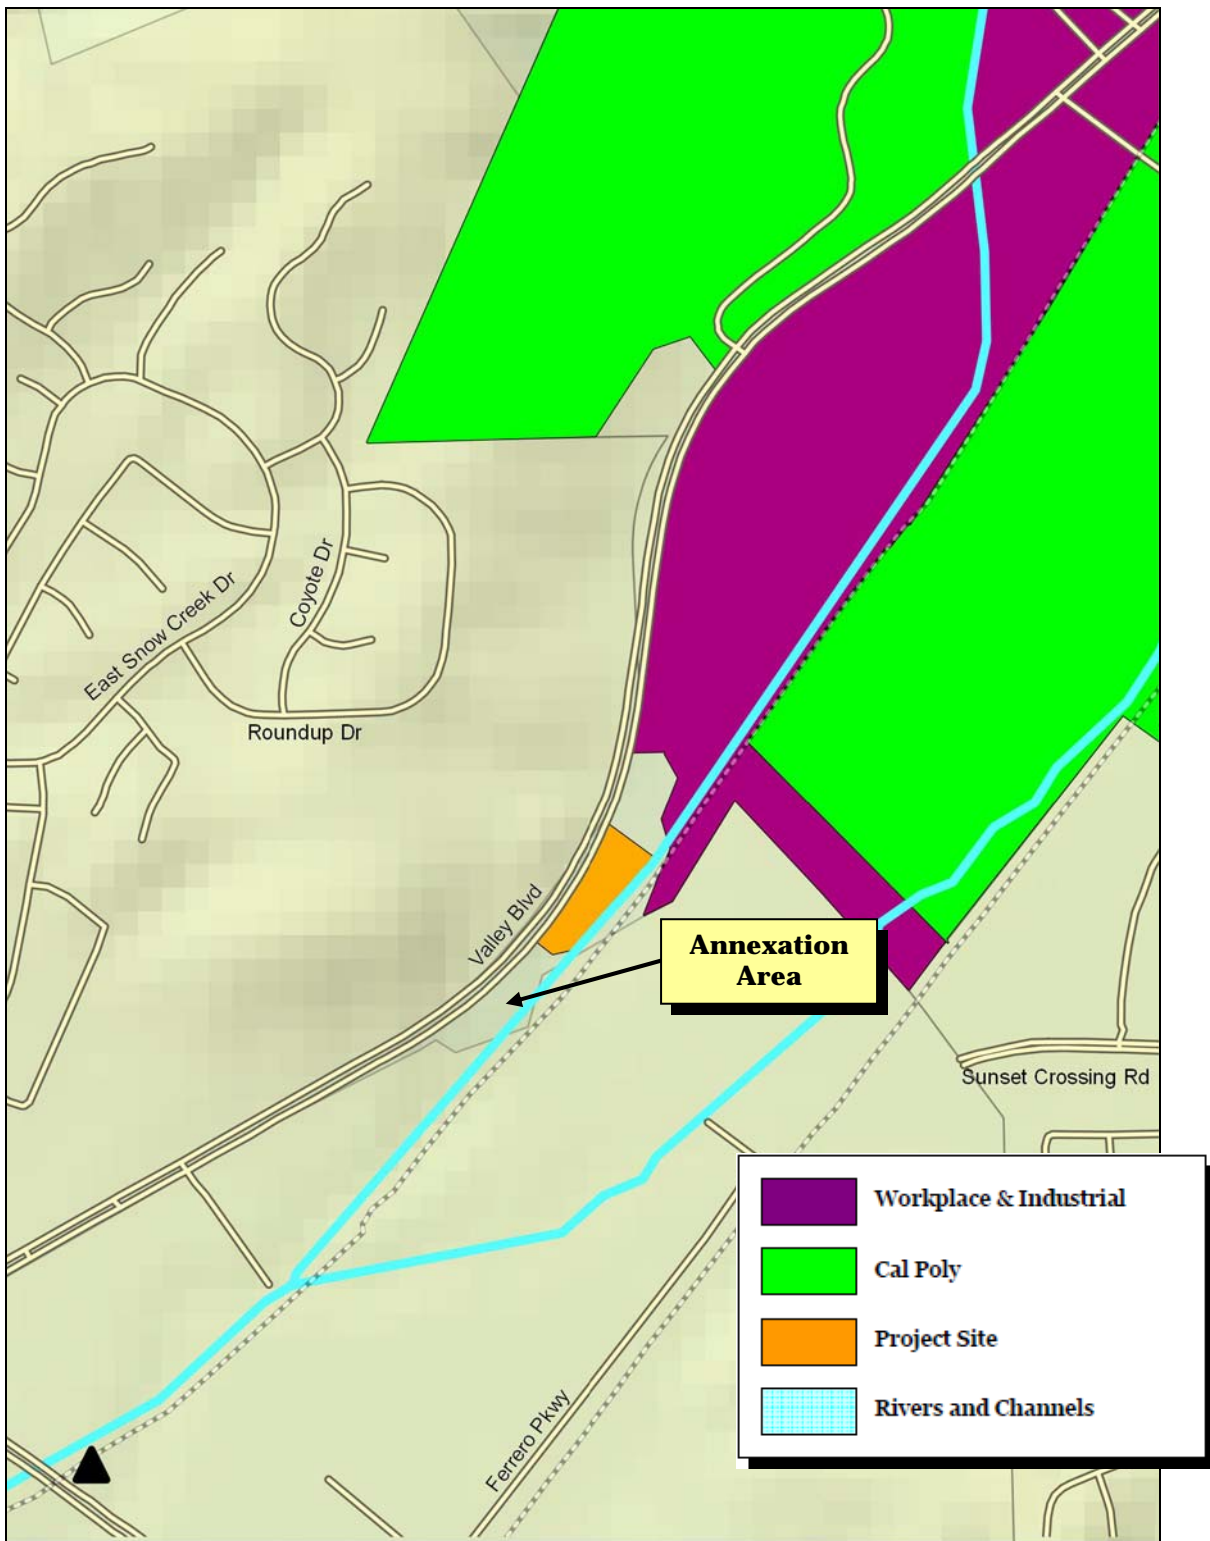 East Snow Creek Dr
Coyote Dr
Roundup Dr
Valley Blvd
Annexation
Area
Sunset Crossing Rd
Ferrero Pkwy
Workplace & Industrial
Cal Poly
Project Site
Rivers and Channels